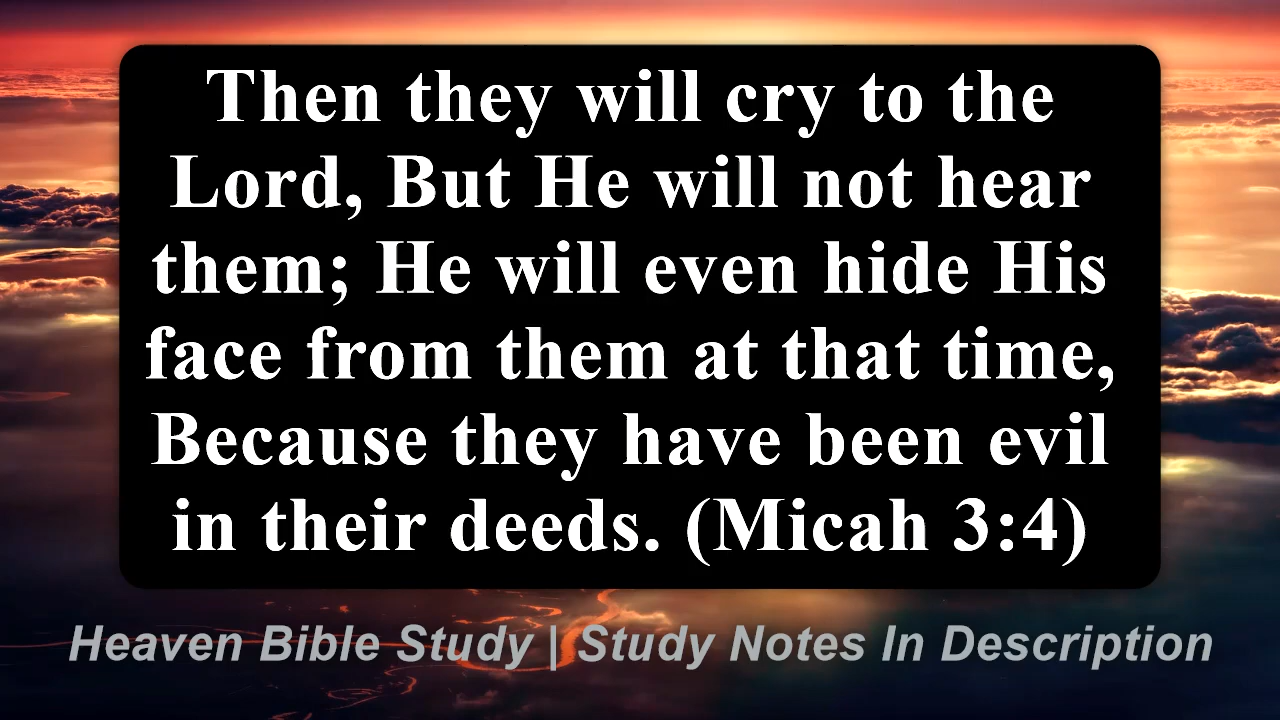 Then they will cry to the
Lord, But He will not hear
them; He will even hide His
face from them at that time,
Because they have been evil
in their deeds. (Micah 3:4)
Heaven Bible Study | Study Notes In Description